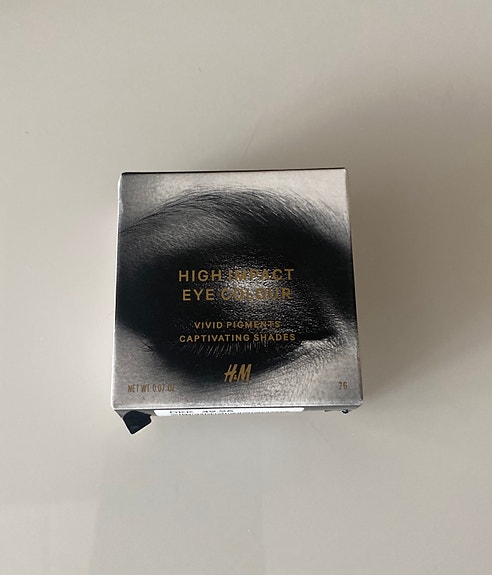 HIGH IMPACT
EYE COLOUR
VIVID PIGMENTS
CAPTIVATING SHADES
H&M
NET WT. 0.07 OZ
2G